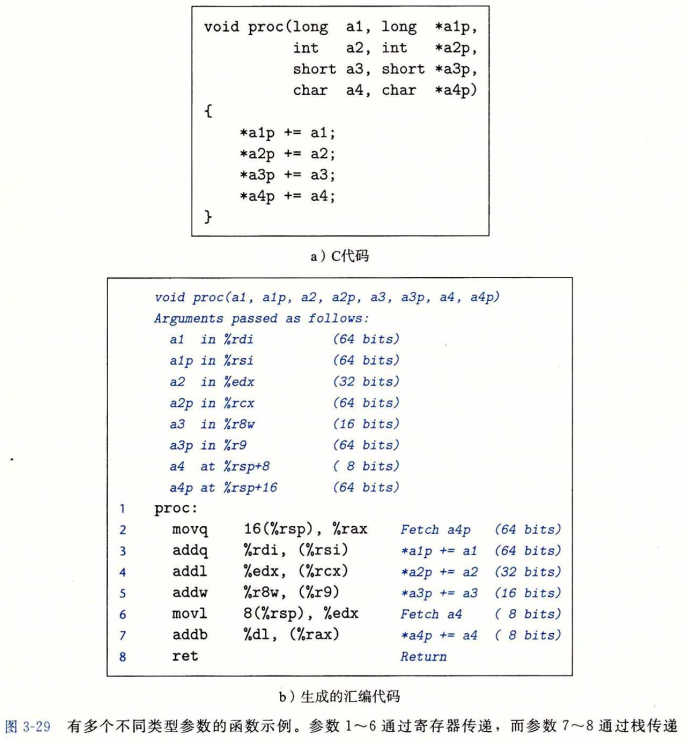 void proc(long  a1, long  *a1p,
          int   a2, int   *a2p,
          short a3, short *a3p,
          char  a4, char  *a4p)
{
    *a1p += a1;
    *a2p += a2;
    *a3p += a3;
    *a4p += a4;
}
a）C代码
void proc(a1, a1p, a2, a2p, a3, a3p, a4, a4p)
Arguments passed as follows:
  a1  in %rdi        (64 bits)
  a1p in %rsi        (64 bits)
  a2  in %edx        (32 bits)
  a2p in %rcx        (64 bits)
  a3  in %r8w        (16 bits)
  a3p in %r9         (64 bits)
  a4  at %rsp+8      ( 8 bits)
  a4p at %rsp+16     (64 bits)
1  proc:
2    movq    16(%rsp), %rax   Fetch a4p  (64 bits)
3    addq    %rdi, (%rsi)     *a1p += a1 (64 bits)
4    addl    %edx, (%rcx)     *a2p += a2 (32 bits)
5    addw    %r8w, (%r9)      *a3p += a3 (16 bits)
6    movl    8(%rsp), %edx    Fetch a4   ( 8 bits)
7    addb    %dl, (%rax)      *a4p += a4 ( 8 bits)
8    ret                      Return
b）生成的汇编代码
图 3-29  有多个不同类型参数的函数示例。参数 1～6 通过寄存器传递，而参数 7～8 通过栈传递